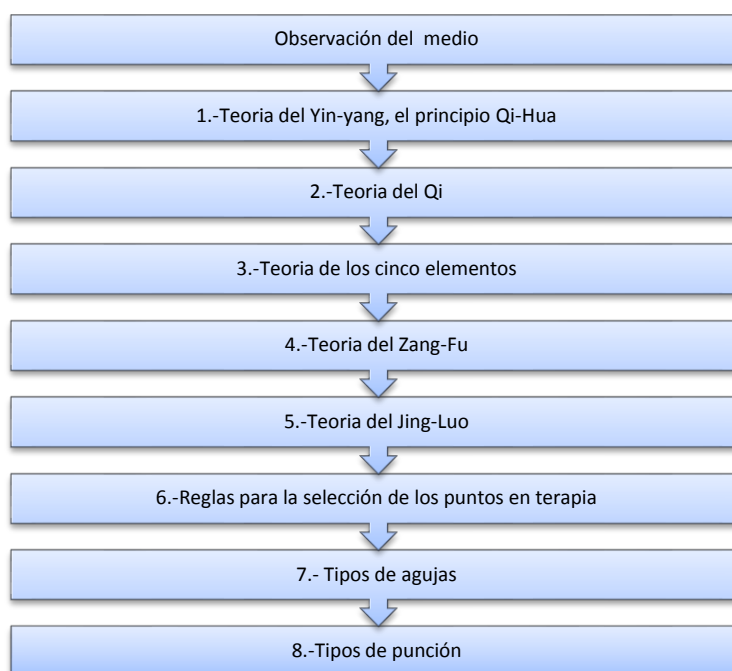 Observación del  medio
1.-Teoria del Yin-yang, el principio Qi-Hua
2.-Teoria del Qi
3.-Teoria de los cinco elementos
4.-Teoria del Zang-Fu
5.-Teoria del Jing-Luo
6.-Reglas para la selección de los puntos en terapia
7.- Tipos de agujas
8.-Tipos de punción